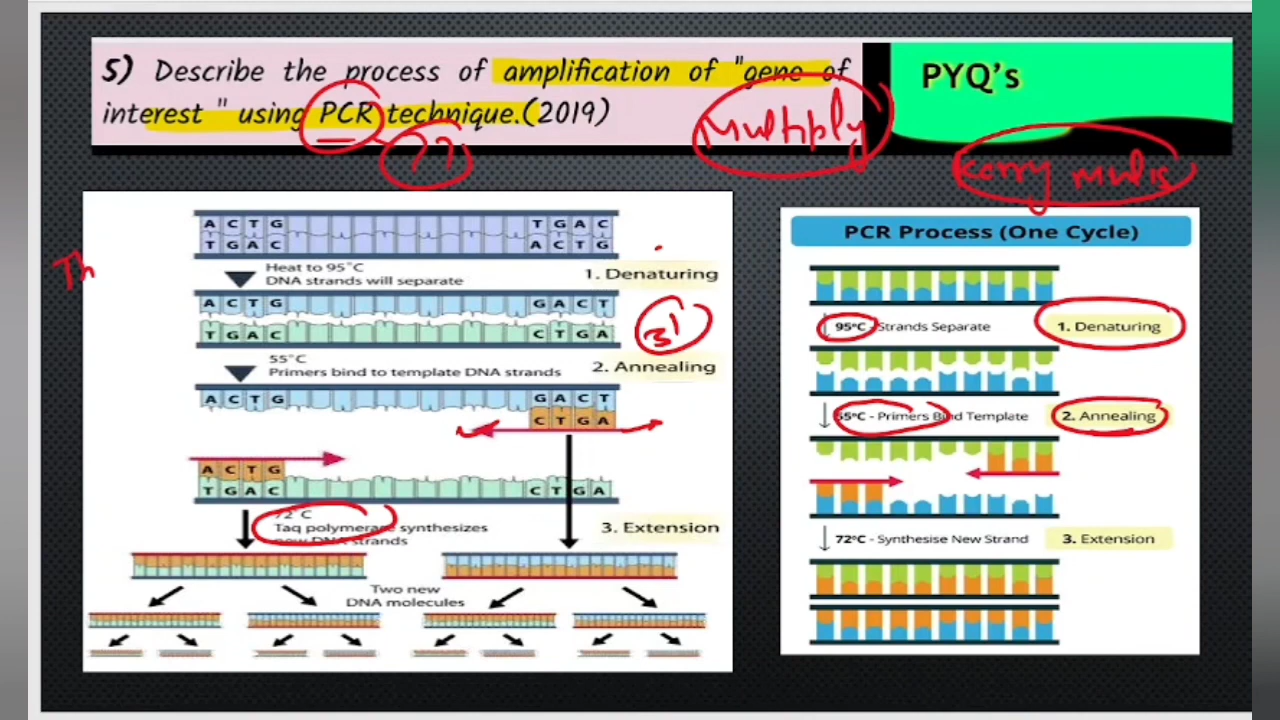 5) Describe the process of amplification of "gene of
interest " using PCR technique.(2019)
PYQ's
Multiply
Kerry Mulis
??
A C T G T G A C
T G A C A C T G
Heat to 95°C
DNA strands will separate
1. Denaturing
Th
A C T G G A C T
T G A C C T G A
3'
55°C
Primers bind to template DNA strands
2. Annealing
A C T G G A C T
C T G A
A C T G
T G A C C T G A
72°C
Taq polymerase synthesizes
new DNA strands
3. Extension
Two new
DNA molecules
PCR Process (One Cycle)
95°C - Strands Separate
1. Denaturing
55°C - Primers Bind Template
2. Annealing
72°C - Synthesise New Strand
3. Extension